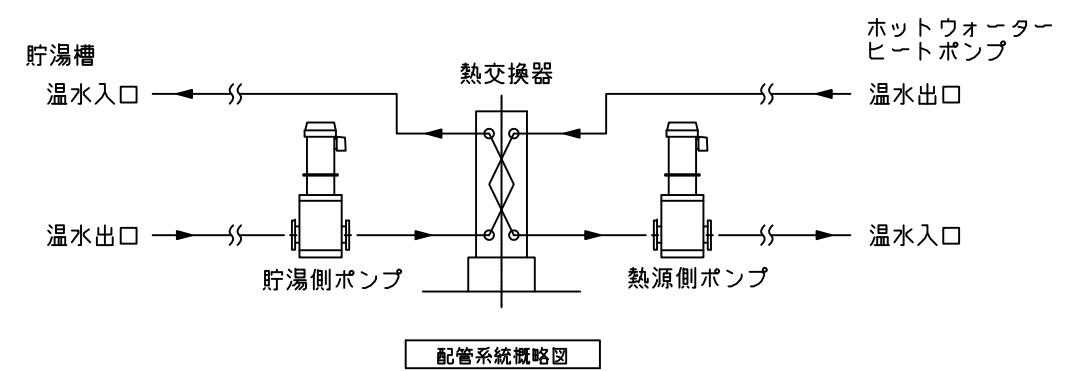 ホットウォーター
ヒートポンプ
貯湯槽
熱交換器
温水入口
温水出口
温水出口
温水入口
貯湯側ポンプ
熱源側ポンプ
配管系統概略図